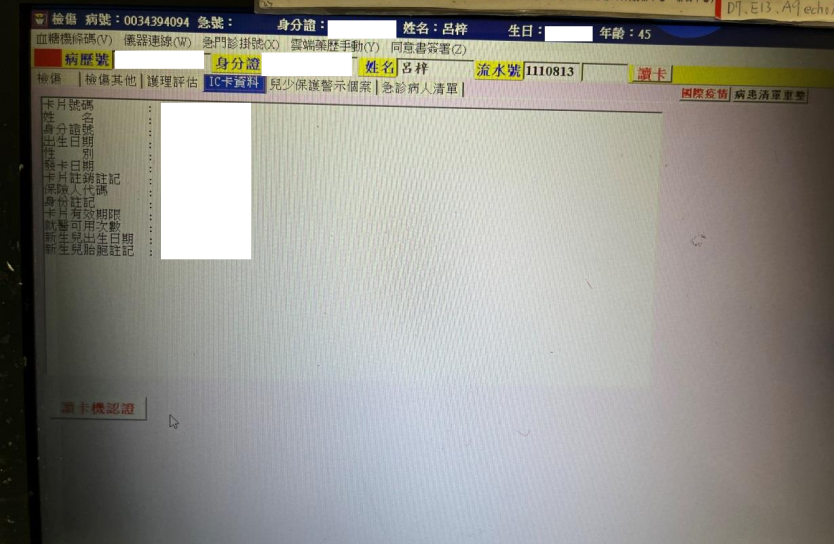 檢傷 病號：0034394094 急號： 身分證： 姓名：呂梓 生日： 年齡：45
血糖機條碼(V) 儀器連線(W) 急門診掛號(X) 雲端藥歷手動(Y) 同意書簽署(Z)
病歷號 身分證 姓名 呂梓 流水號 1110813 讀卡
檢傷 檢傷其他 護理評估 IC卡資料 兒少保護警示個案 急診病人清單 國際疫情 病患清單重整
卡片號碼 ：
姓 名 ：
身分證號 ：
出生日期 ：
性 別 ：
發卡日期 ：
卡片註銷註記 ：
保險人代碼 ：
身份註記 ：
卡片有效期限 ：
就醫可用次數 ：
新生兒出生日期 ：
新生兒胎胞註記 ：
讀卡機認證